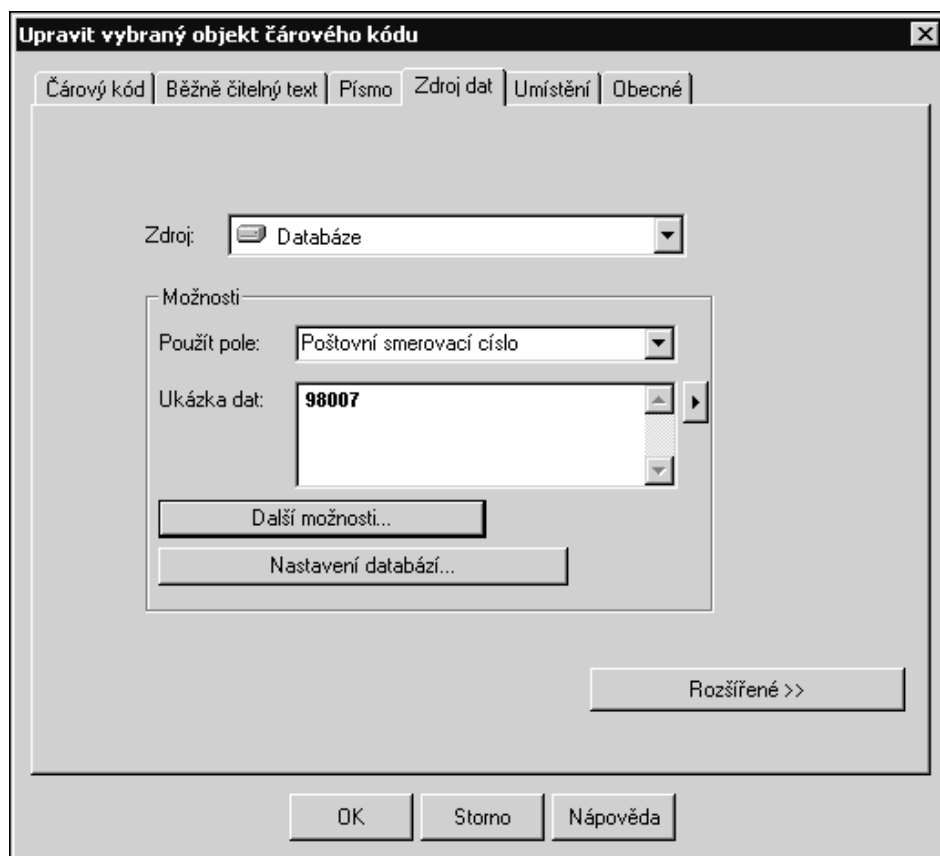 Upravit vybraný objekt čárového kódu
Čárový kód Běžně čitelný text Písmo Zdroj dat Umístění Obecné
Zdroj: Databáze
Možnosti
Použít pole: Poštovní smerovací císlo
Ukázka dat: 98007
Další možnosti...
Nastavení databází...
Rozšířené >>
OK Storno Nápověda